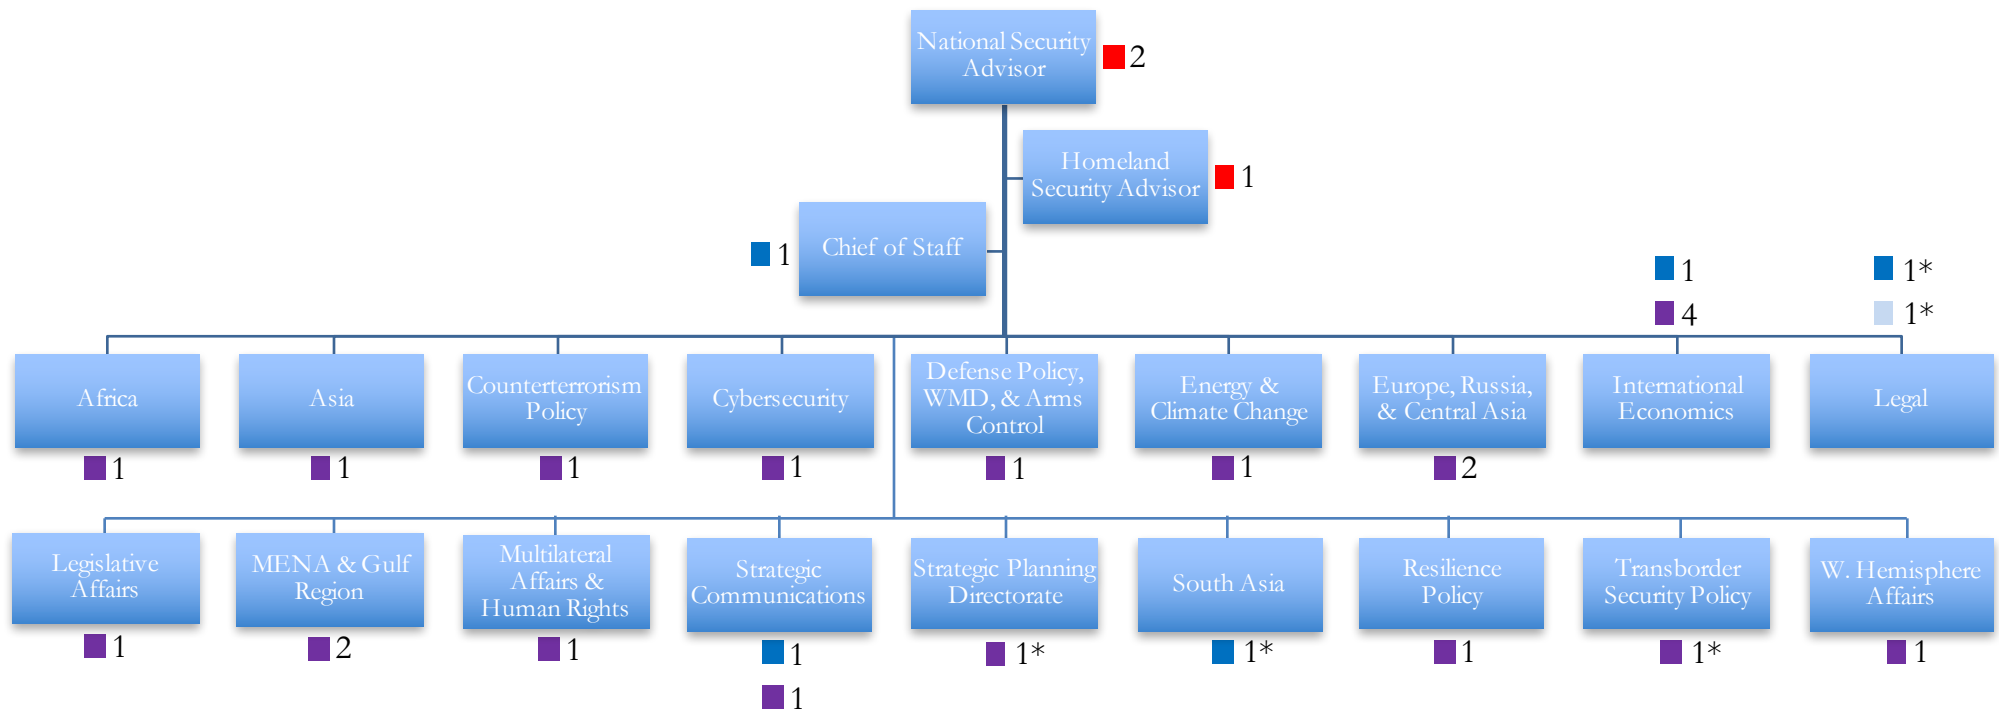 National Security
Advisor
2
Homeland
Security Advisor
1
Chief of Staff
1
1
1*
4
1*
Africa
Asia
Counterterrorism
Policy
Cybersecurity
Defense Policy,
WMD, & Arms
Control
Energy &
Climate Change
Europe, Russia,
& Central Asia
International
Economics
Legal
1
1
1
1
1
1
2
Legislative
Affairs
MENA & Gulf
Region
Multilateral
Affairs &
Human Rights
Strategic
Communications
Strategic Planning
Directorate
South Asia
Resilience
Policy
Transborder
Security Policy
W. Hemisphere
Affairs
1
2
1
1
1*
1*
1
1*
1
1